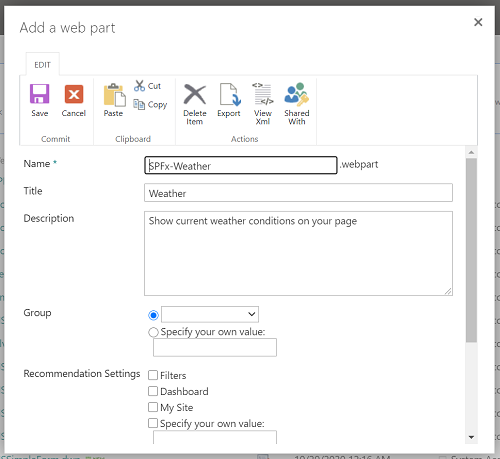 Add a web part
EDIT
Save
Cancel
Paste
Cut
Copy
Delete Item
Export
View Xml
Shared With
Commit
Clipboard
Actions
Name *
SPFx-Weather
.webpart
Title
Weather
Description
Show current weather conditions on your page
Group
Specify your own value:
Recommendation Settings
Filters
Dashboard
My Site
Specify your own value: